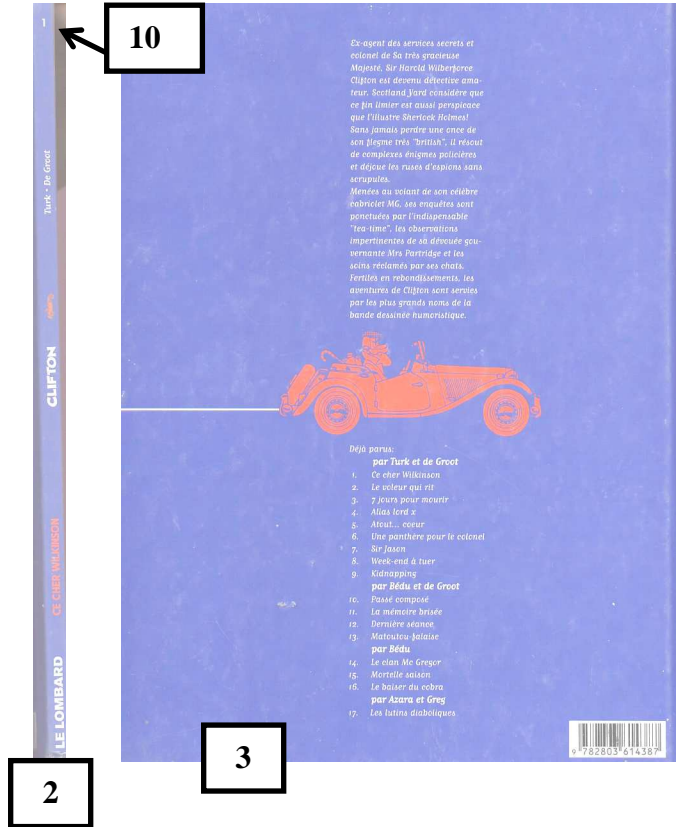 1
10
Turk • De Groot
CLIFTON
CE CHER WILKINSON
LE LOMBARD
2
Ex-agent des services secrets et
colonel de Sa très gracieuse
Majesté, Sir Harold Wilberforce
Clifton est devenu détective ama-
teur. Scotland Yard considère que
ce fin limier est aussi perspicace
que l'illustre Sherlock Holmes!
Sans jamais perdre une once de
son flegme très "british", il résout
de complexes énigmes policières
et déjoue les ruses d'espions sans
scrupules.
Menées au volant de son célèbre
cabriolet MG, ses enquêtes sont
ponctuées par l'indispensable
"tea-time", les observations
impertinentes de sa dévouée gou-
vernante Mrs Partridge et les
soins réclamés par ses chats.
Fertiles en rebondissements, les
aventures de Clifton sont servies
par les plus grands noms de la
bande dessinée humoristique.
Déjà parus:
par Turk et de Groot
1. Ce cher Wilkinson
2. Le voleur qui rit
3. 7 jours pour mourir
4. Alias lord x
5. Atout... coeur
6. Une panthère pour le colonel
7. Sir Jason
8. Week-end à tuer
9. Kidnapping
par Bédu et de Groot
10. Passé composé
11. La mémoire brisée
12. Dernière séance
13. Matoutou-falaise
par Bédu
14. Le clan Mc Gregor
15. Mortelle saison
16. Le baiser du cobra
par Azara et Greg
17. Les lutins diaboliques
9 782803 614387
3